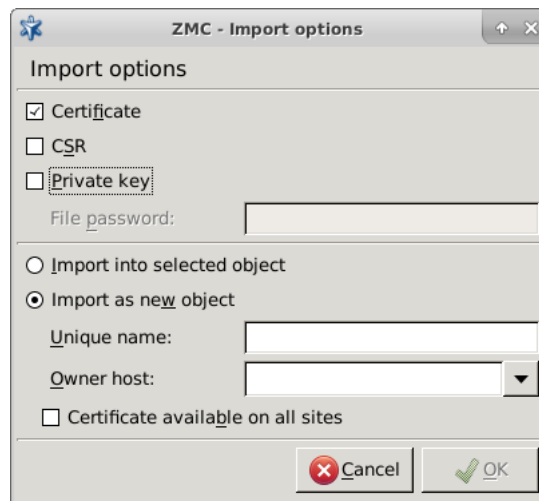 ZMC - Import options
Import options
Certificate
CSR
Private key
File password:
Import into selected object
Import as new object
Unique name:
Owner host:
Certificate available on all sites
Cancel OK